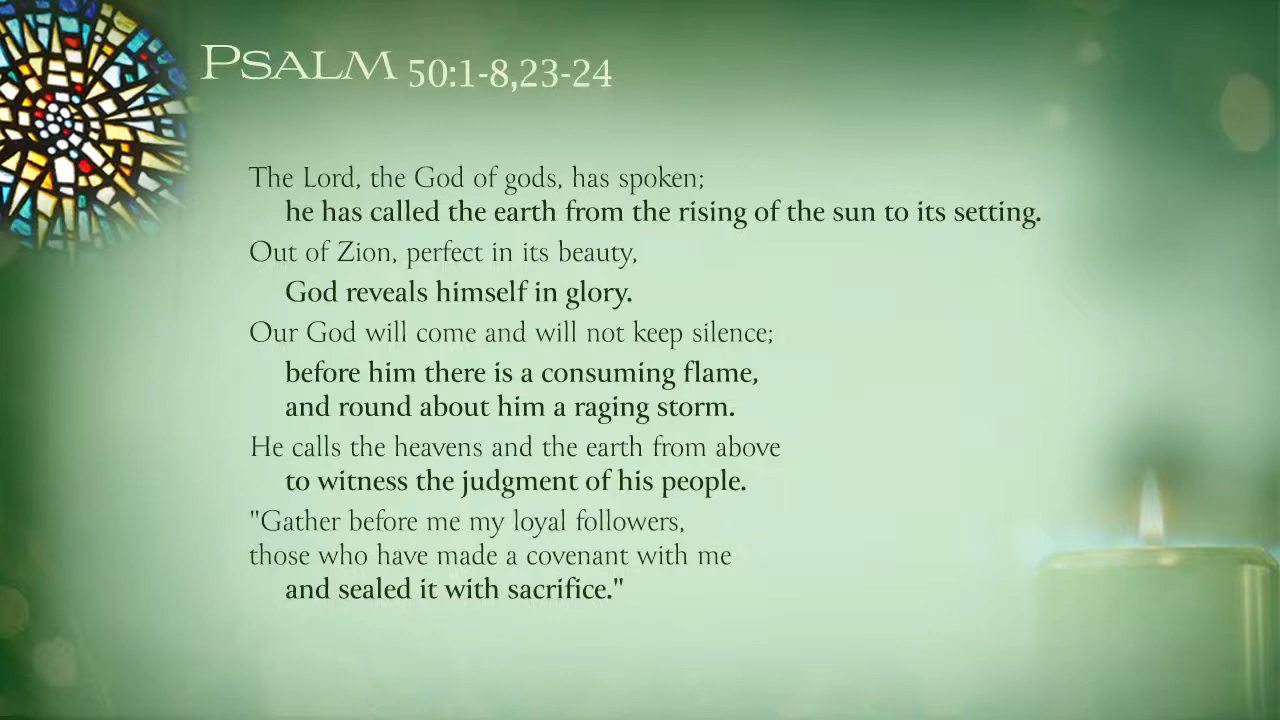 PSALM 50:1-8,23-24
The Lord, the God of gods, has spoken;
he has called the earth from the rising of the sun to its setting.
Out of Zion, perfect in its beauty,
God reveals himself in glory.
Our God will come and will not keep silence;
before him there is a consuming flame,
and round about him a raging storm.
He calls the heavens and the earth from above
to witness the judgment of his people.
"Gather before me my loyal followers,
those who have made a covenant with me
and sealed it with sacrifice."